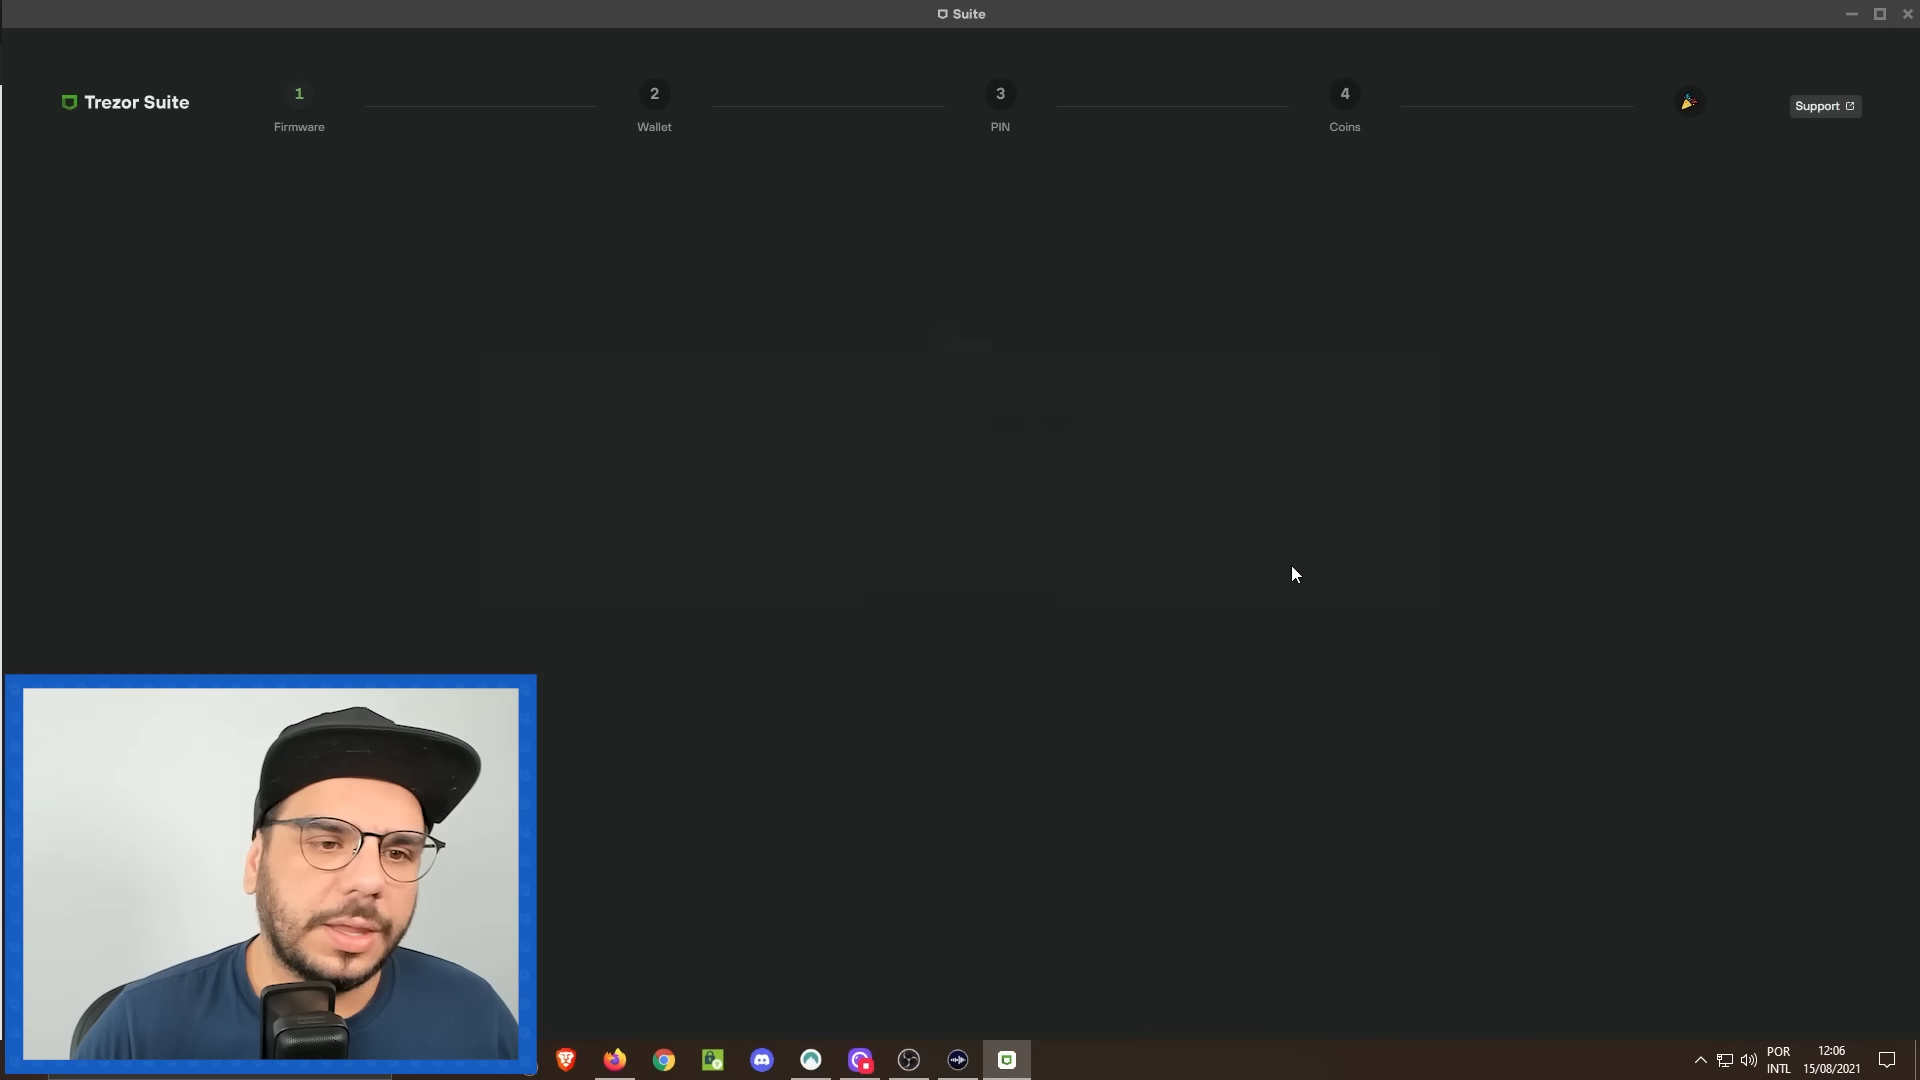 Suite
Trezor Suite
1
Firmware
2
Wallet
3
PIN
4
Coins
Support
POR
INTL
12:06
15/08/2021